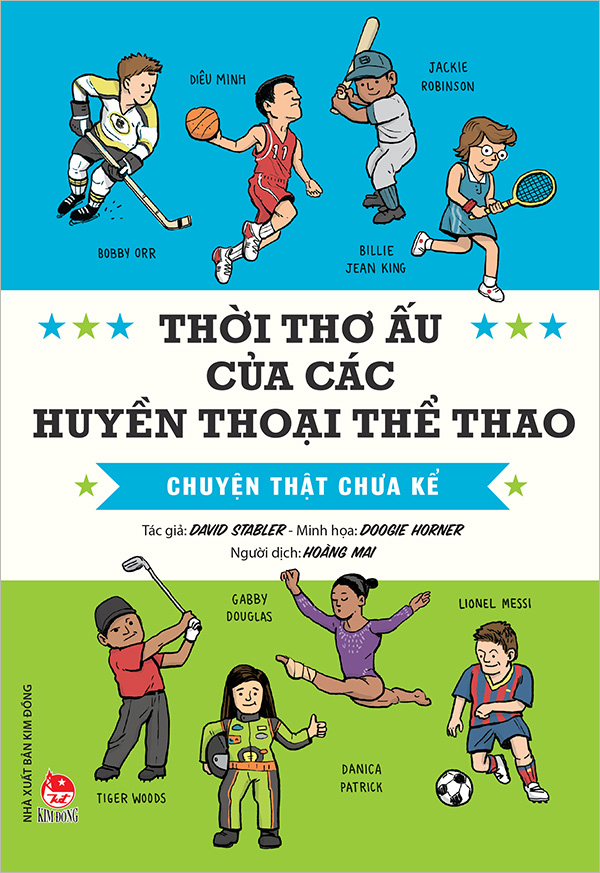 DIÊU MINH
JACKIE
ROBINSON
BOBBY ORR
BILLIE
JEAN KING
THỜI THƠ ẤU
CỦA CÁC
HUYỀN THOẠI THỂ THAO
CHUYỆN THẬT CHƯA KỂ
Tác giả: DAVID STABLER - Minh họa: DOOGIE HORNER
Người dịch: HOÀNG MAI
GABBY
DOUGLAS
LIONEL MESSI
TIGER WOODS
DANICA
PATRICK
NHÀ XUẤT BẢN KIM ĐỒNG
KIM ĐỒNG
11